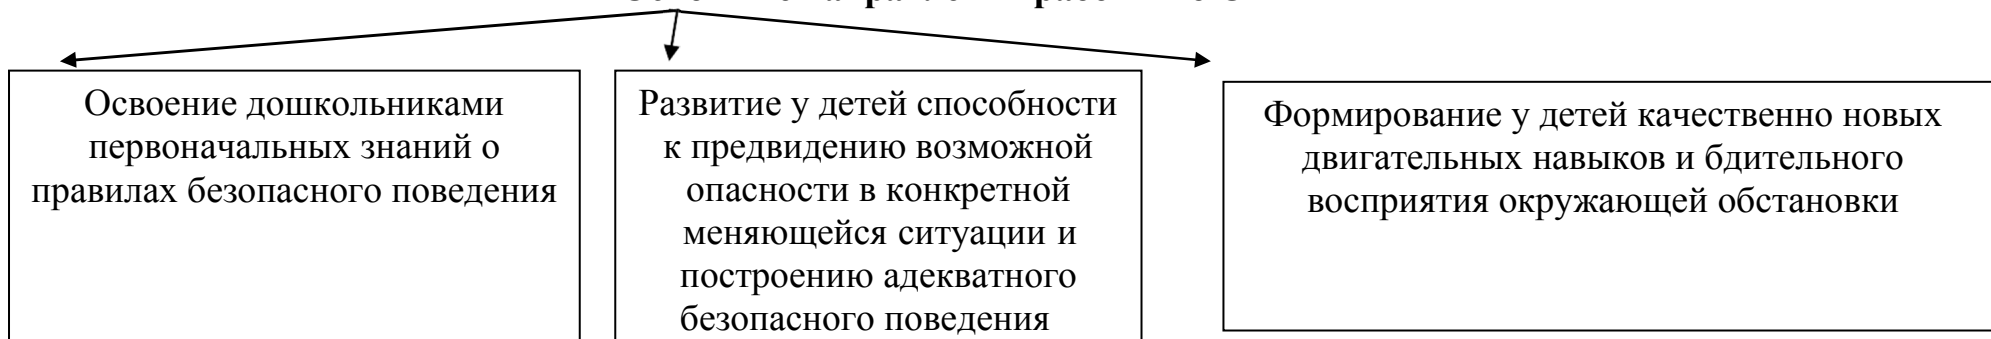 Освоение дошкольниками
первоначальных знаний о
правилах безопасного поведения
Развитие у детей способности
к предвидению возможной
опасности в конкретной
меняющейся ситуации и
построению адекватного
безопасного поведения
Формирование у детей качественно новых
двигательных навыков и бдительного
восприятия окружающей обстановки